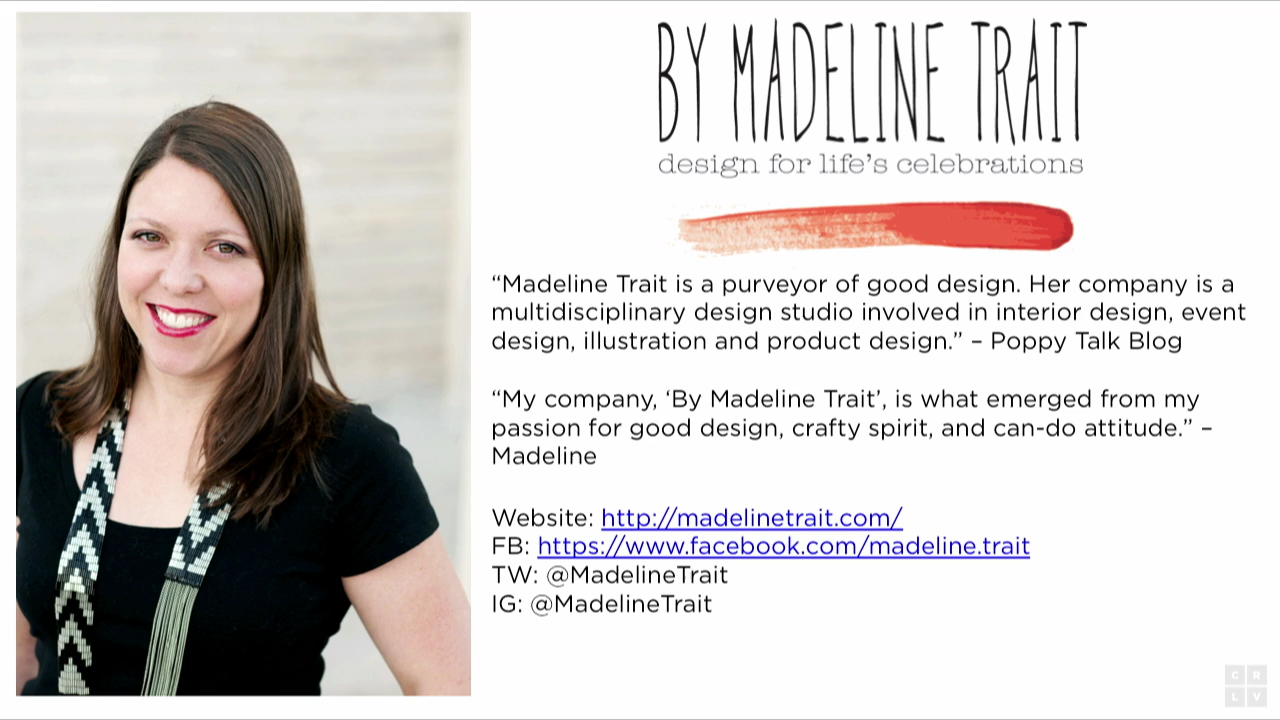 BY MADELINE TRAIT
design for life's celebrations
“Madeline Trait is a purveyor of good design. Her company is a
multidisciplinary design studio involved in interior design, event
design, illustration and product design.” – Poppy Talk Blog
“My company, ‘By Madeline Trait’, is what emerged from my
passion for good design, crafty spirit, and can-do attitude.” –
Madeline
Website: http://madelinetrait.com/
FB: https://www.facebook.com/madeline.trait
TW: @MadelineTrait
IG: @MadelineTrait
C R
L V